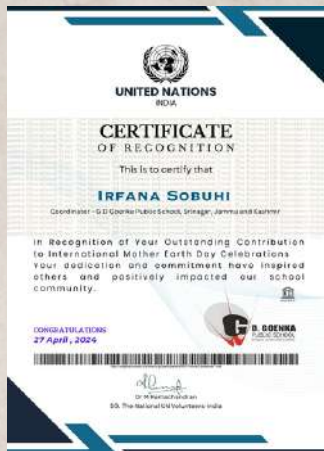 UNITED NATIONS
INDIA
CERTIFICATE
OF RECOGNITION
This is to certify that
IRFANA SOBUHI
Coordinator - G D Goenka Public School, Srinagar, Jammu and Kashmir
In Recognition of Your Outstanding Contribution
to International Mother Earth Day Celebrations
Your dedication and commitment have inspired
others and positively impacted our school
community.
CONGRATULATIONS
27 April , 2024
D. GOENKA
PUBLIC SCHOOL
Dr M Ramachandran
DG, The National UN Volunteers India